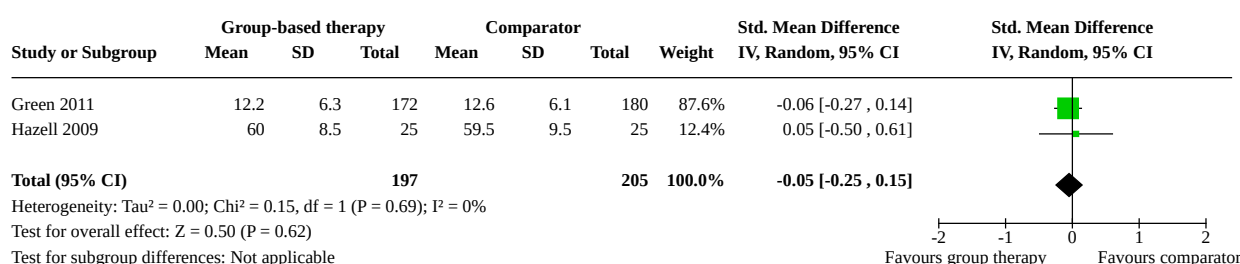 Group-based therapy Comparator Std. Mean Difference Std. Mean Difference
Study or Subgroup Mean SD Total Mean SD Total Weight IV, Random, 95% CI IV, Random, 95% CI
Green 2011 12.2 6.3 172 12.6 6.1 180 87.6% -0.06 [-0.27 , 0.14]
Hazell 2009 60 8.5 25 59.5 9.5 25 12.4% 0.05 [-0.50 , 0.61]
Total (95% CI) 197 205 100.0% -0.05 [-0.25 , 0.15]
Heterogeneity: Tau² = 0.00; Chi² = 0.15, df = 1 (P = 0.69); I² = 0%
Test for overall effect: Z = 0.50 (P = 0.62)
-2 -1 0 1 2
Test for subgroup differences: Not applicable
Favours group therapy Favours comparator